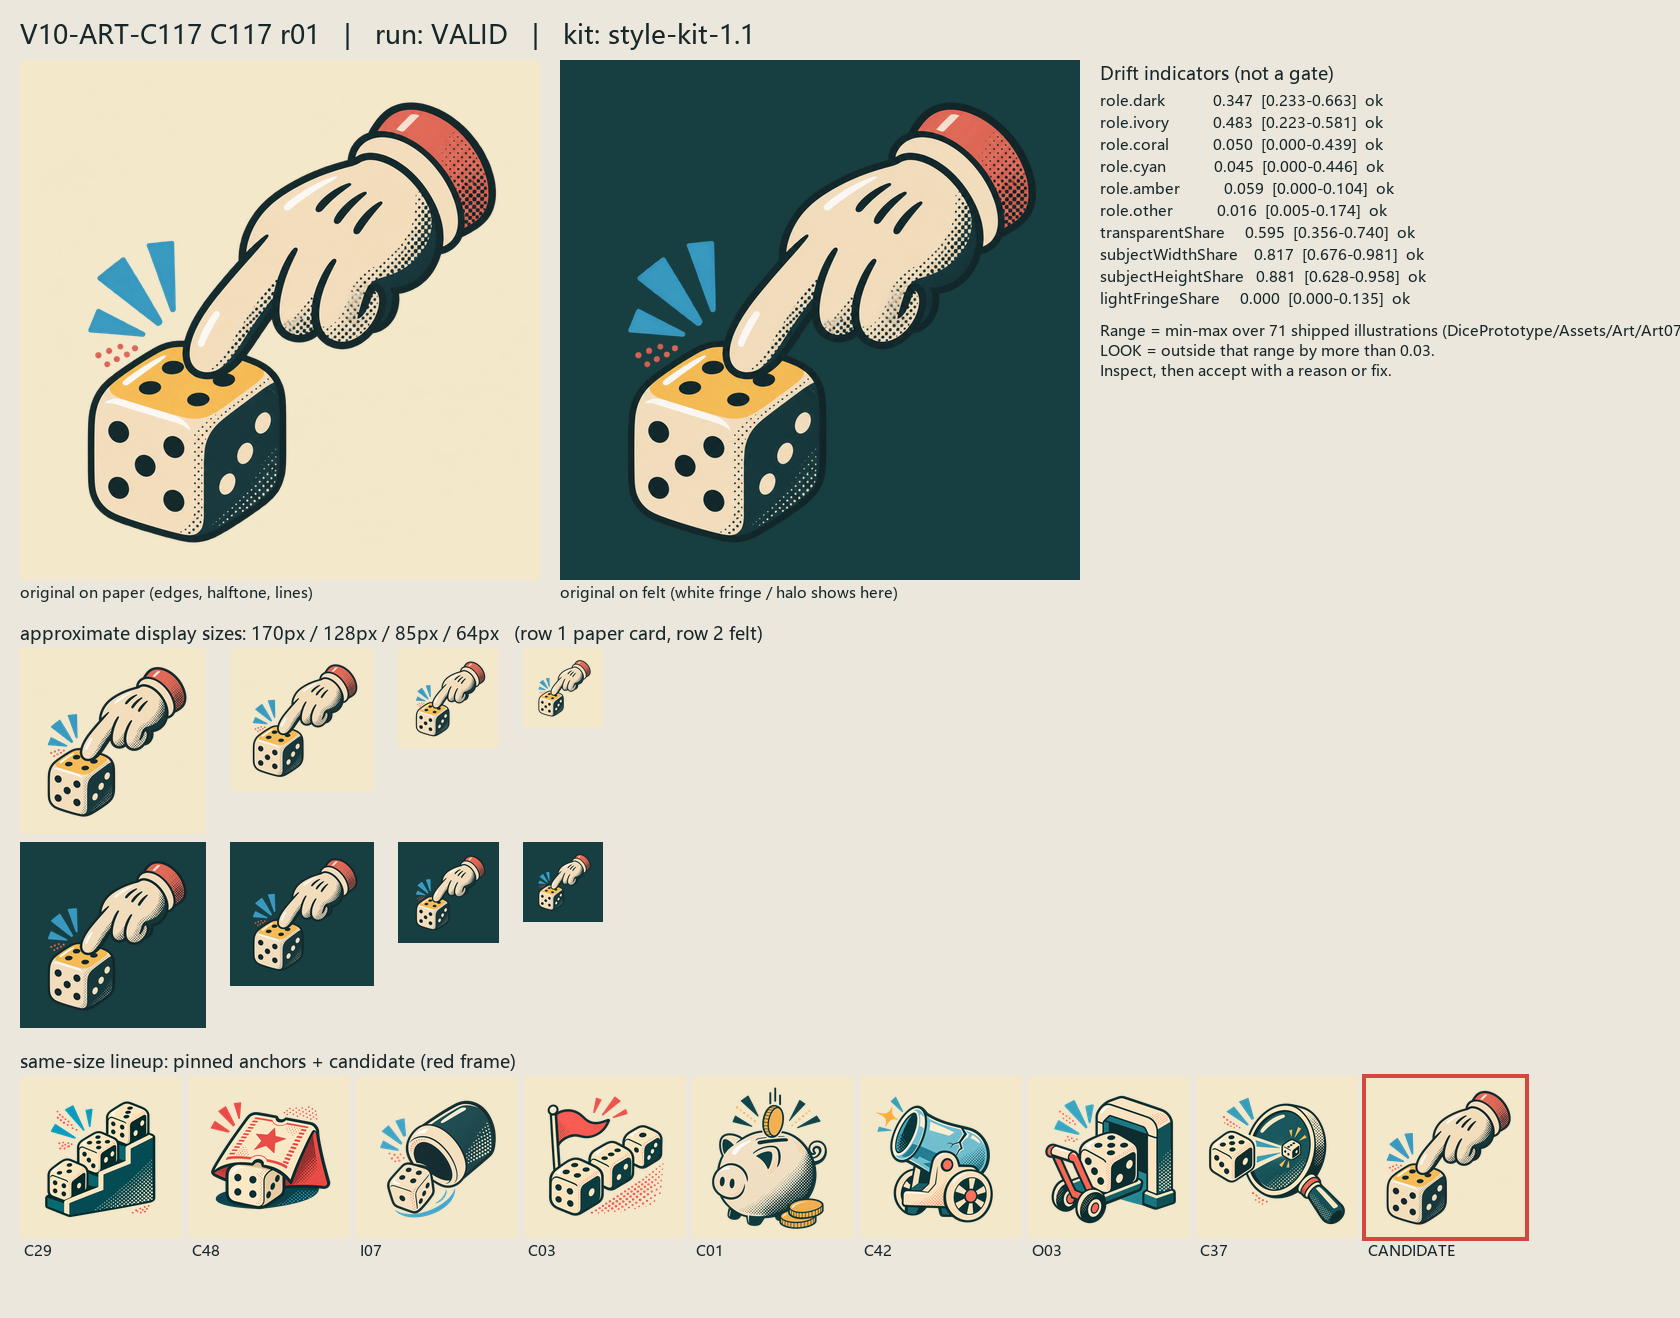 V10-ART-C117 C117 r01 | run: VALID | kit: style-kit-1.1
Drift indicators (not a gate)
role.dark 0.347 [0.233-0.663] ok
role.ivory 0.483 [0.223-0.581] ok
role.coral 0.050 [0.000-0.439] ok
role.cyan 0.045 [0.000-0.446] ok
role.amber 0.059 [0.000-0.104] ok
role.other 0.016 [0.005-0.174] ok
transparentShare 0.595 [0.356-0.740] ok
subjectWidthShare 0.817 [0.676-0.981] ok
subjectHeightShare 0.881 [0.628-0.958] ok
lightFringeShare 0.000 [0.000-0.135] ok
Range = min-max over 71 shipped illustrations (DicePrototype/Assets/Art/Art07
LOOK = outside that range by more than 0.03.
Inspect, then accept with a reason or fix.
original on paper (edges, halftone, lines)
original on felt (white fringe / halo shows here)
approximate display sizes: 170px / 128px / 85px / 64px (row 1 paper card, row 2 felt)
same-size lineup: pinned anchors + candidate (red frame)
C29
C48
I07
C03
C01
C42
O03
C37
CANDIDATE